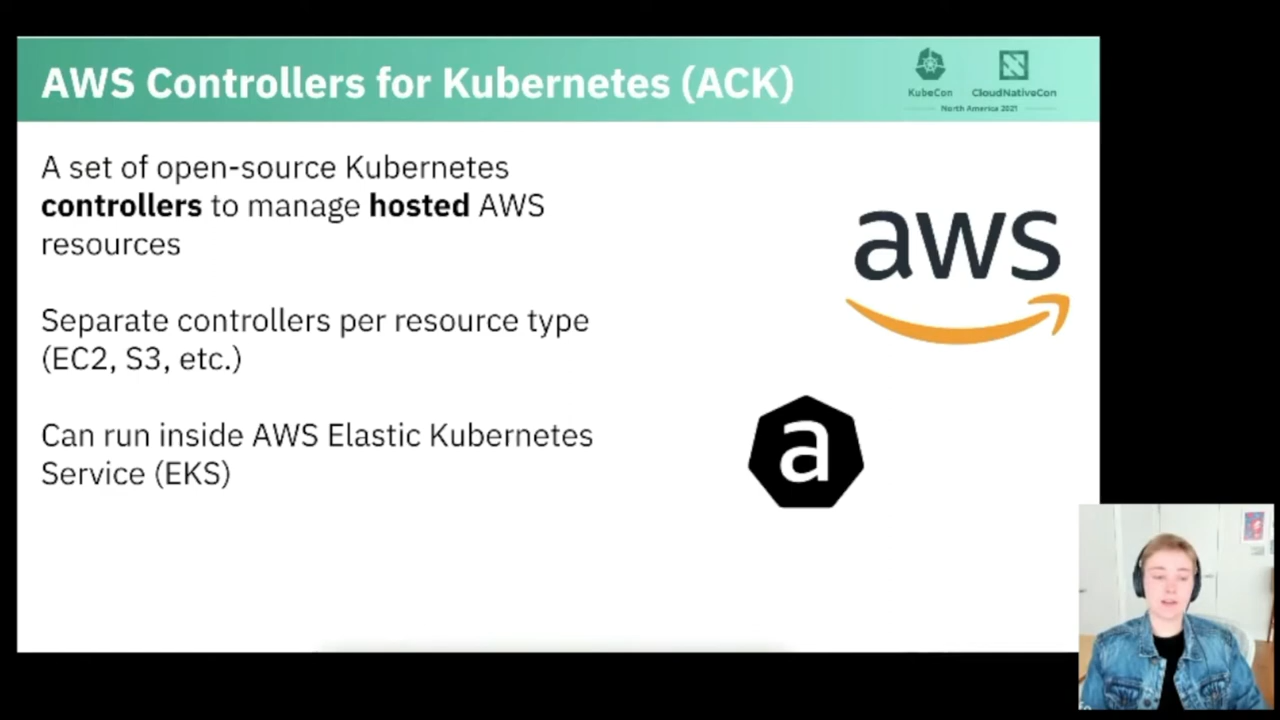 AWS Controllers for Kubernetes (ACK)
KubeCon
CloudNativeCon
North America 2021
A set of open-source Kubernetes
controllers to manage hosted AWS
resources
Separate controllers per resource type
(EC2, S3, etc.)
Can run inside AWS Elastic Kubernetes
Service (EKS)
aws
a